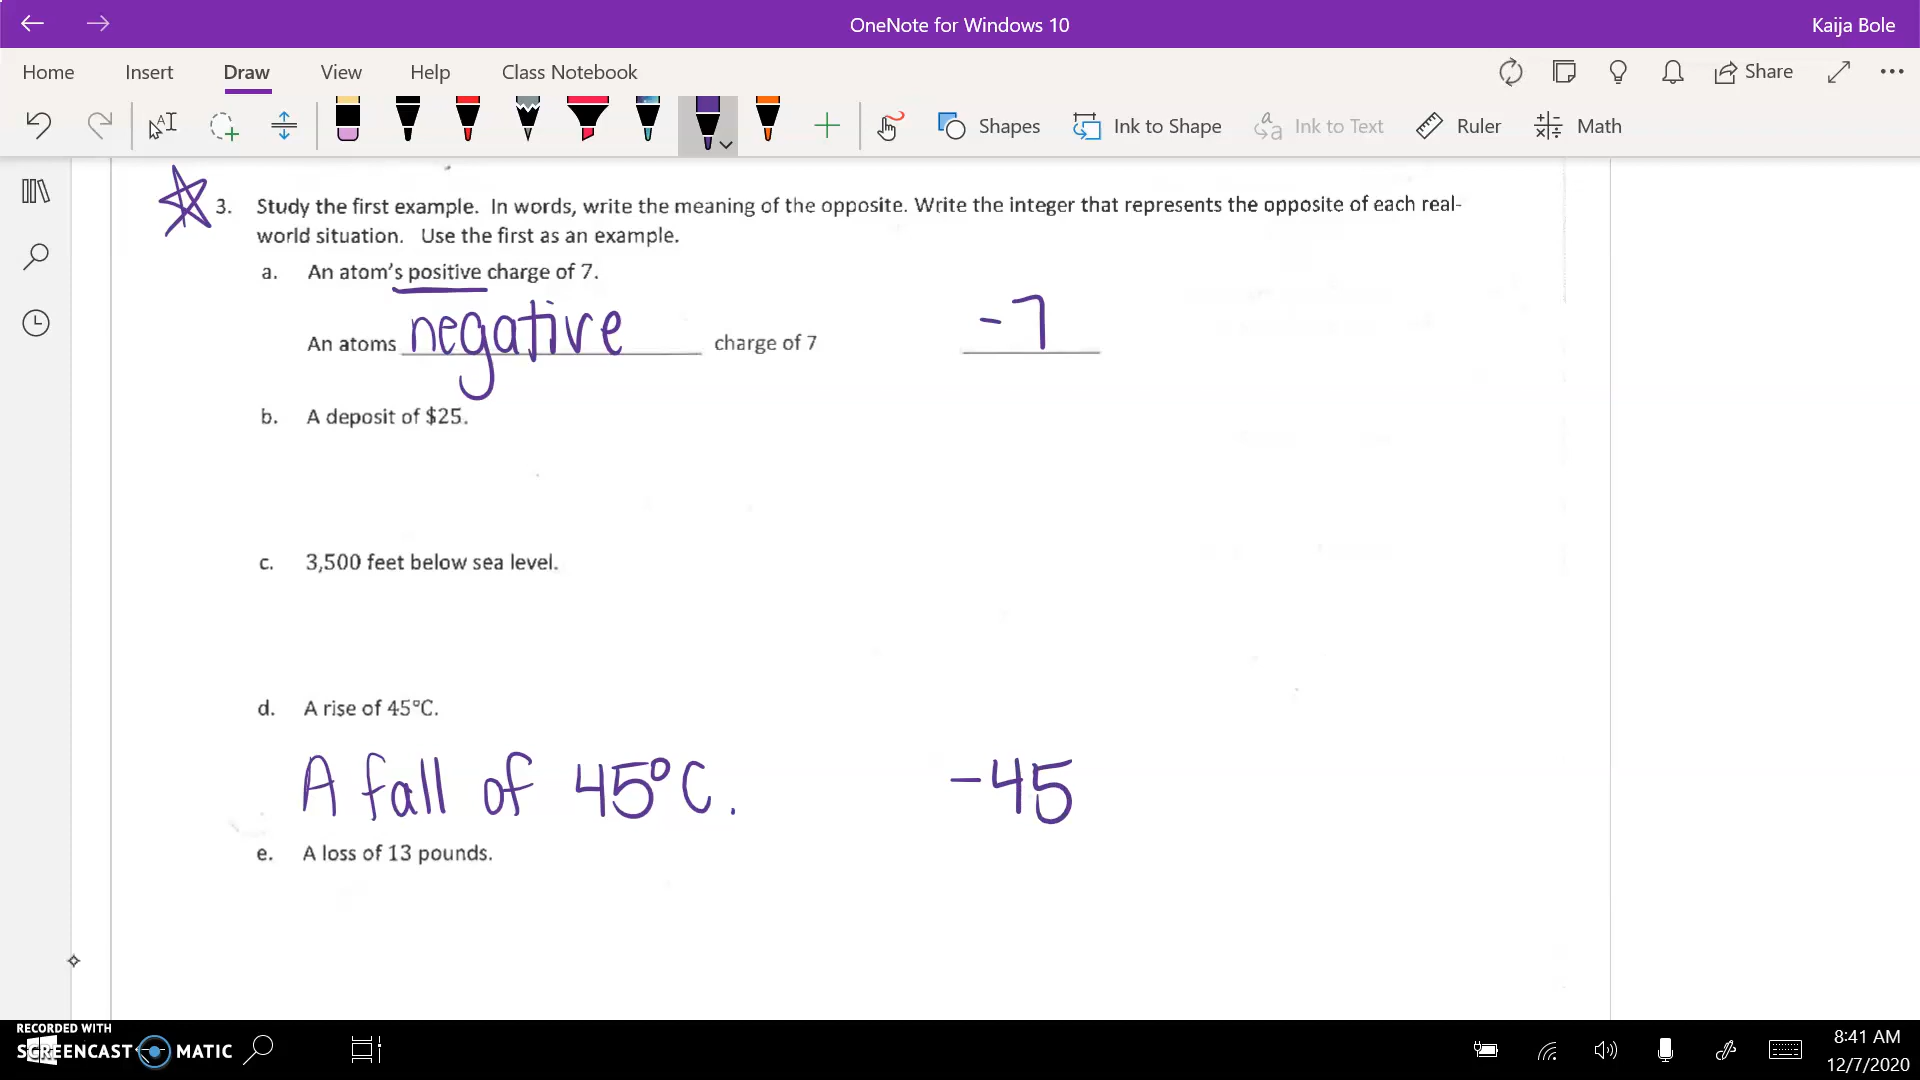 OneNote for Windows 10
Kaija Bole
Home Insert Draw View Help Class Notebook Share
Shapes Ink to Shape Ink to Text Ruler Math
3. Study the first example. In words, write the meaning of the opposite. Write the integer that represents the opposite of each real-
world situation. Use the first as an example.
a. An atom's positive charge of 7.
An atoms negative charge of 7 -7
b. A deposit of $25.
c. 3,500 feet below sea level.
d. A rise of 45°C.
A fall of 45°C. -45
e. A loss of 13 pounds.
RECORDED WITH
SCREENCAST MATIC
8:41 AM
12/7/2020